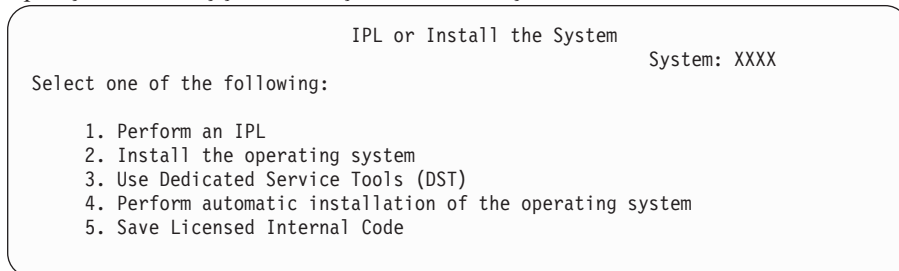 IPL or Install the System
System: XXXX
Select one of the following:
1. Perform an IPL
2. Install the operating system
3. Use Dedicated Service Tools (DST)
4. Perform automatic installation of the operating system
5. Save Licensed Internal Code